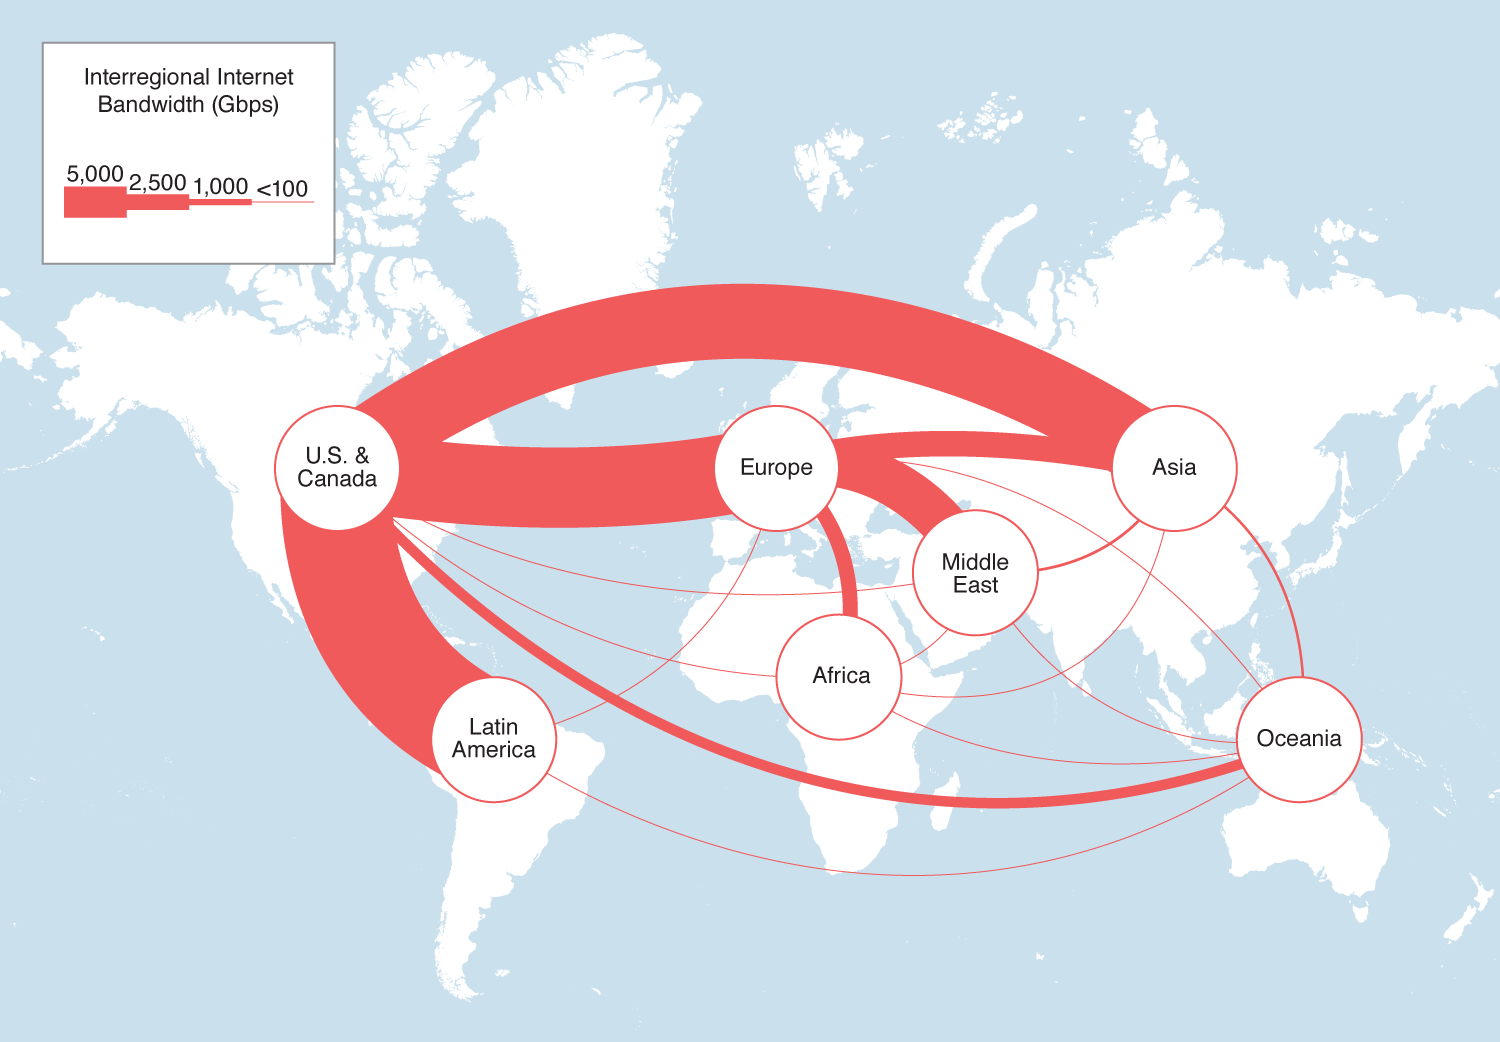 Interregional Internet
Bandwidth (Gbps)
5,000
2,500
1,000
<100
U.S. &
Canada
Europe
Asia
Middle
East
Africa
Latin
America
Oceania